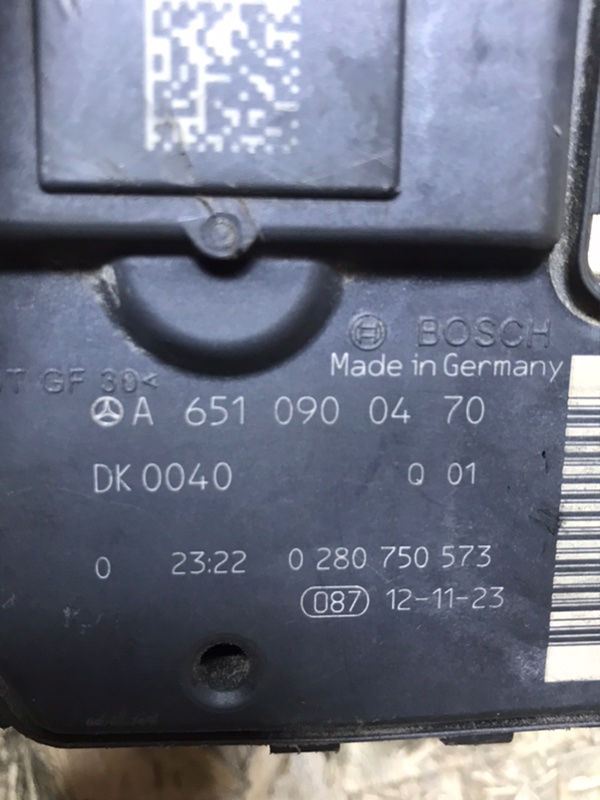 BOSCH
Made in Germany
GF 30<
A 651 090 04 70
DK 0040 Q 01
0 23:22 0 280 750 573
087 12-11-23